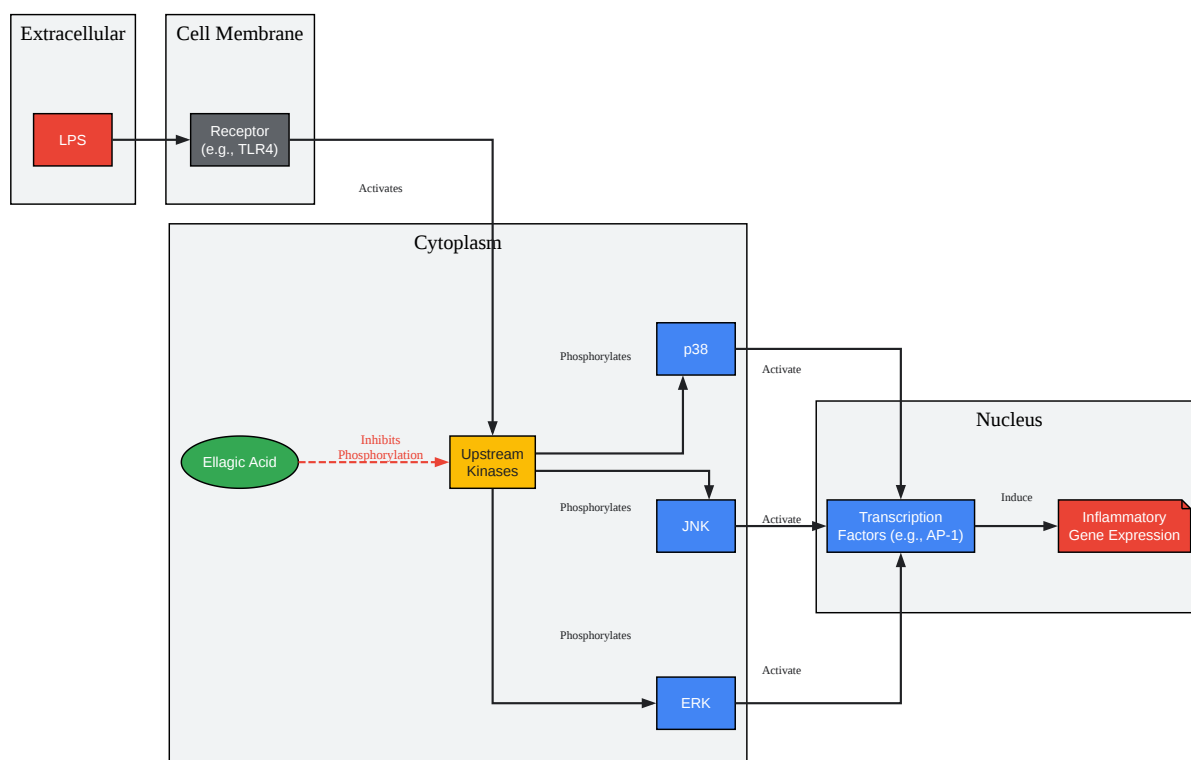 Extracellular
Cell Membrane
LPS
Receptor
(e.g., TLR4)
Activates
Cytoplasm
p38
Phosphorylates
Activate
Nucleus
Ellagic Acid
Inhibits
Phosphorylation
Upstream
Kinases
Phosphorylates
JNK
Activate
Transcription
Factors (e.g., AP-1)
Induce
Inflammatory
Gene Expression
Phosphorylates
Activate
ERK